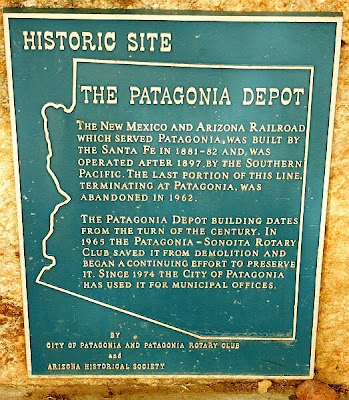 HISTORIC SITE
THE PATAGONIA DEPOT
THE NEW MEXICO AND ARIZONA RAILROAD
WHICH SERVED PATAGONIA, WAS BUILT
BY THE SANTA FE IN 1881-82 AND, WAS
OPERATED AFTER 1897 BY THE SOUTHERN
PACIFIC. THE LAST PORTION OF THIS LINE,
TERMINATING AT PATAGONIA, WAS
ABANDONED IN 1962.
THE PATAGONIA DEPOT BUILDING DATES
FROM THE TURN OF THE CENTURY. IN
1965 THE PATAGONIA-SONOITA ROTARY
CLUB SAVED IT FROM DEMOLITION AND
BEGAN A CONTINUING EFFORT TO PRESERVE
IT. SINCE 1974 THE CITY OF PATAGONIA
HAS USED IT FOR MUNICIPAL OFFICES.
BY
CITY OF PATAGONIA AND PATAGONIA ROTARY CLUB
and
ARIZONA HISTORICAL SOCIETY